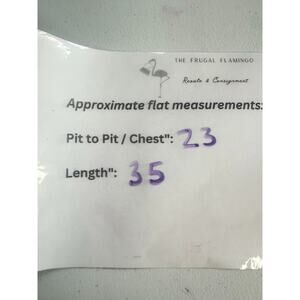 THE FRUGAL FLAMINGO
Resale & Consignment
Approximate flat measurements:
Pit to Pit / Chest": 23
Length": 35